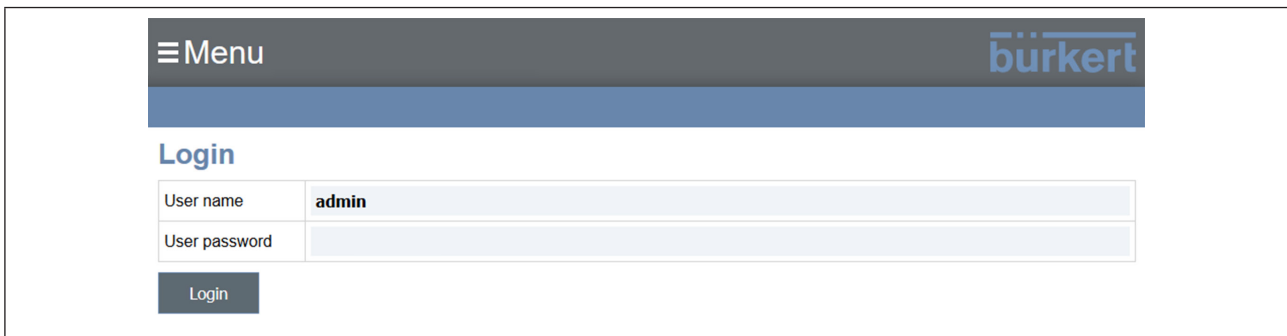 ≡Menu
bürkert
Login
User name
admin
User password
Login